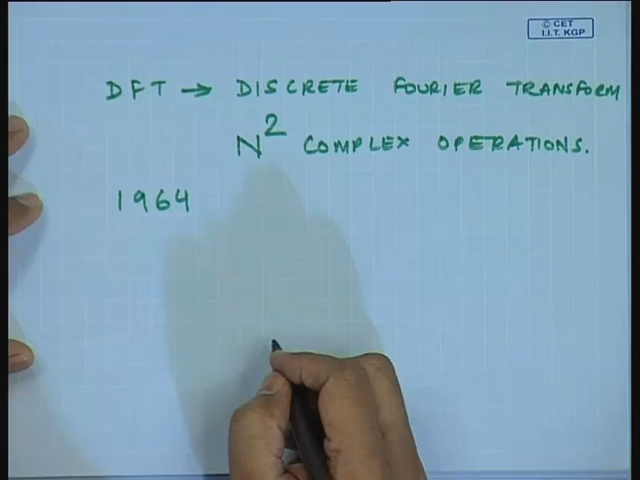 © CET
I.I.T. KGP
DFT → DISCRETE FOURIER TRANSFORM
N² COMPLEX OPERATIONS.
1964